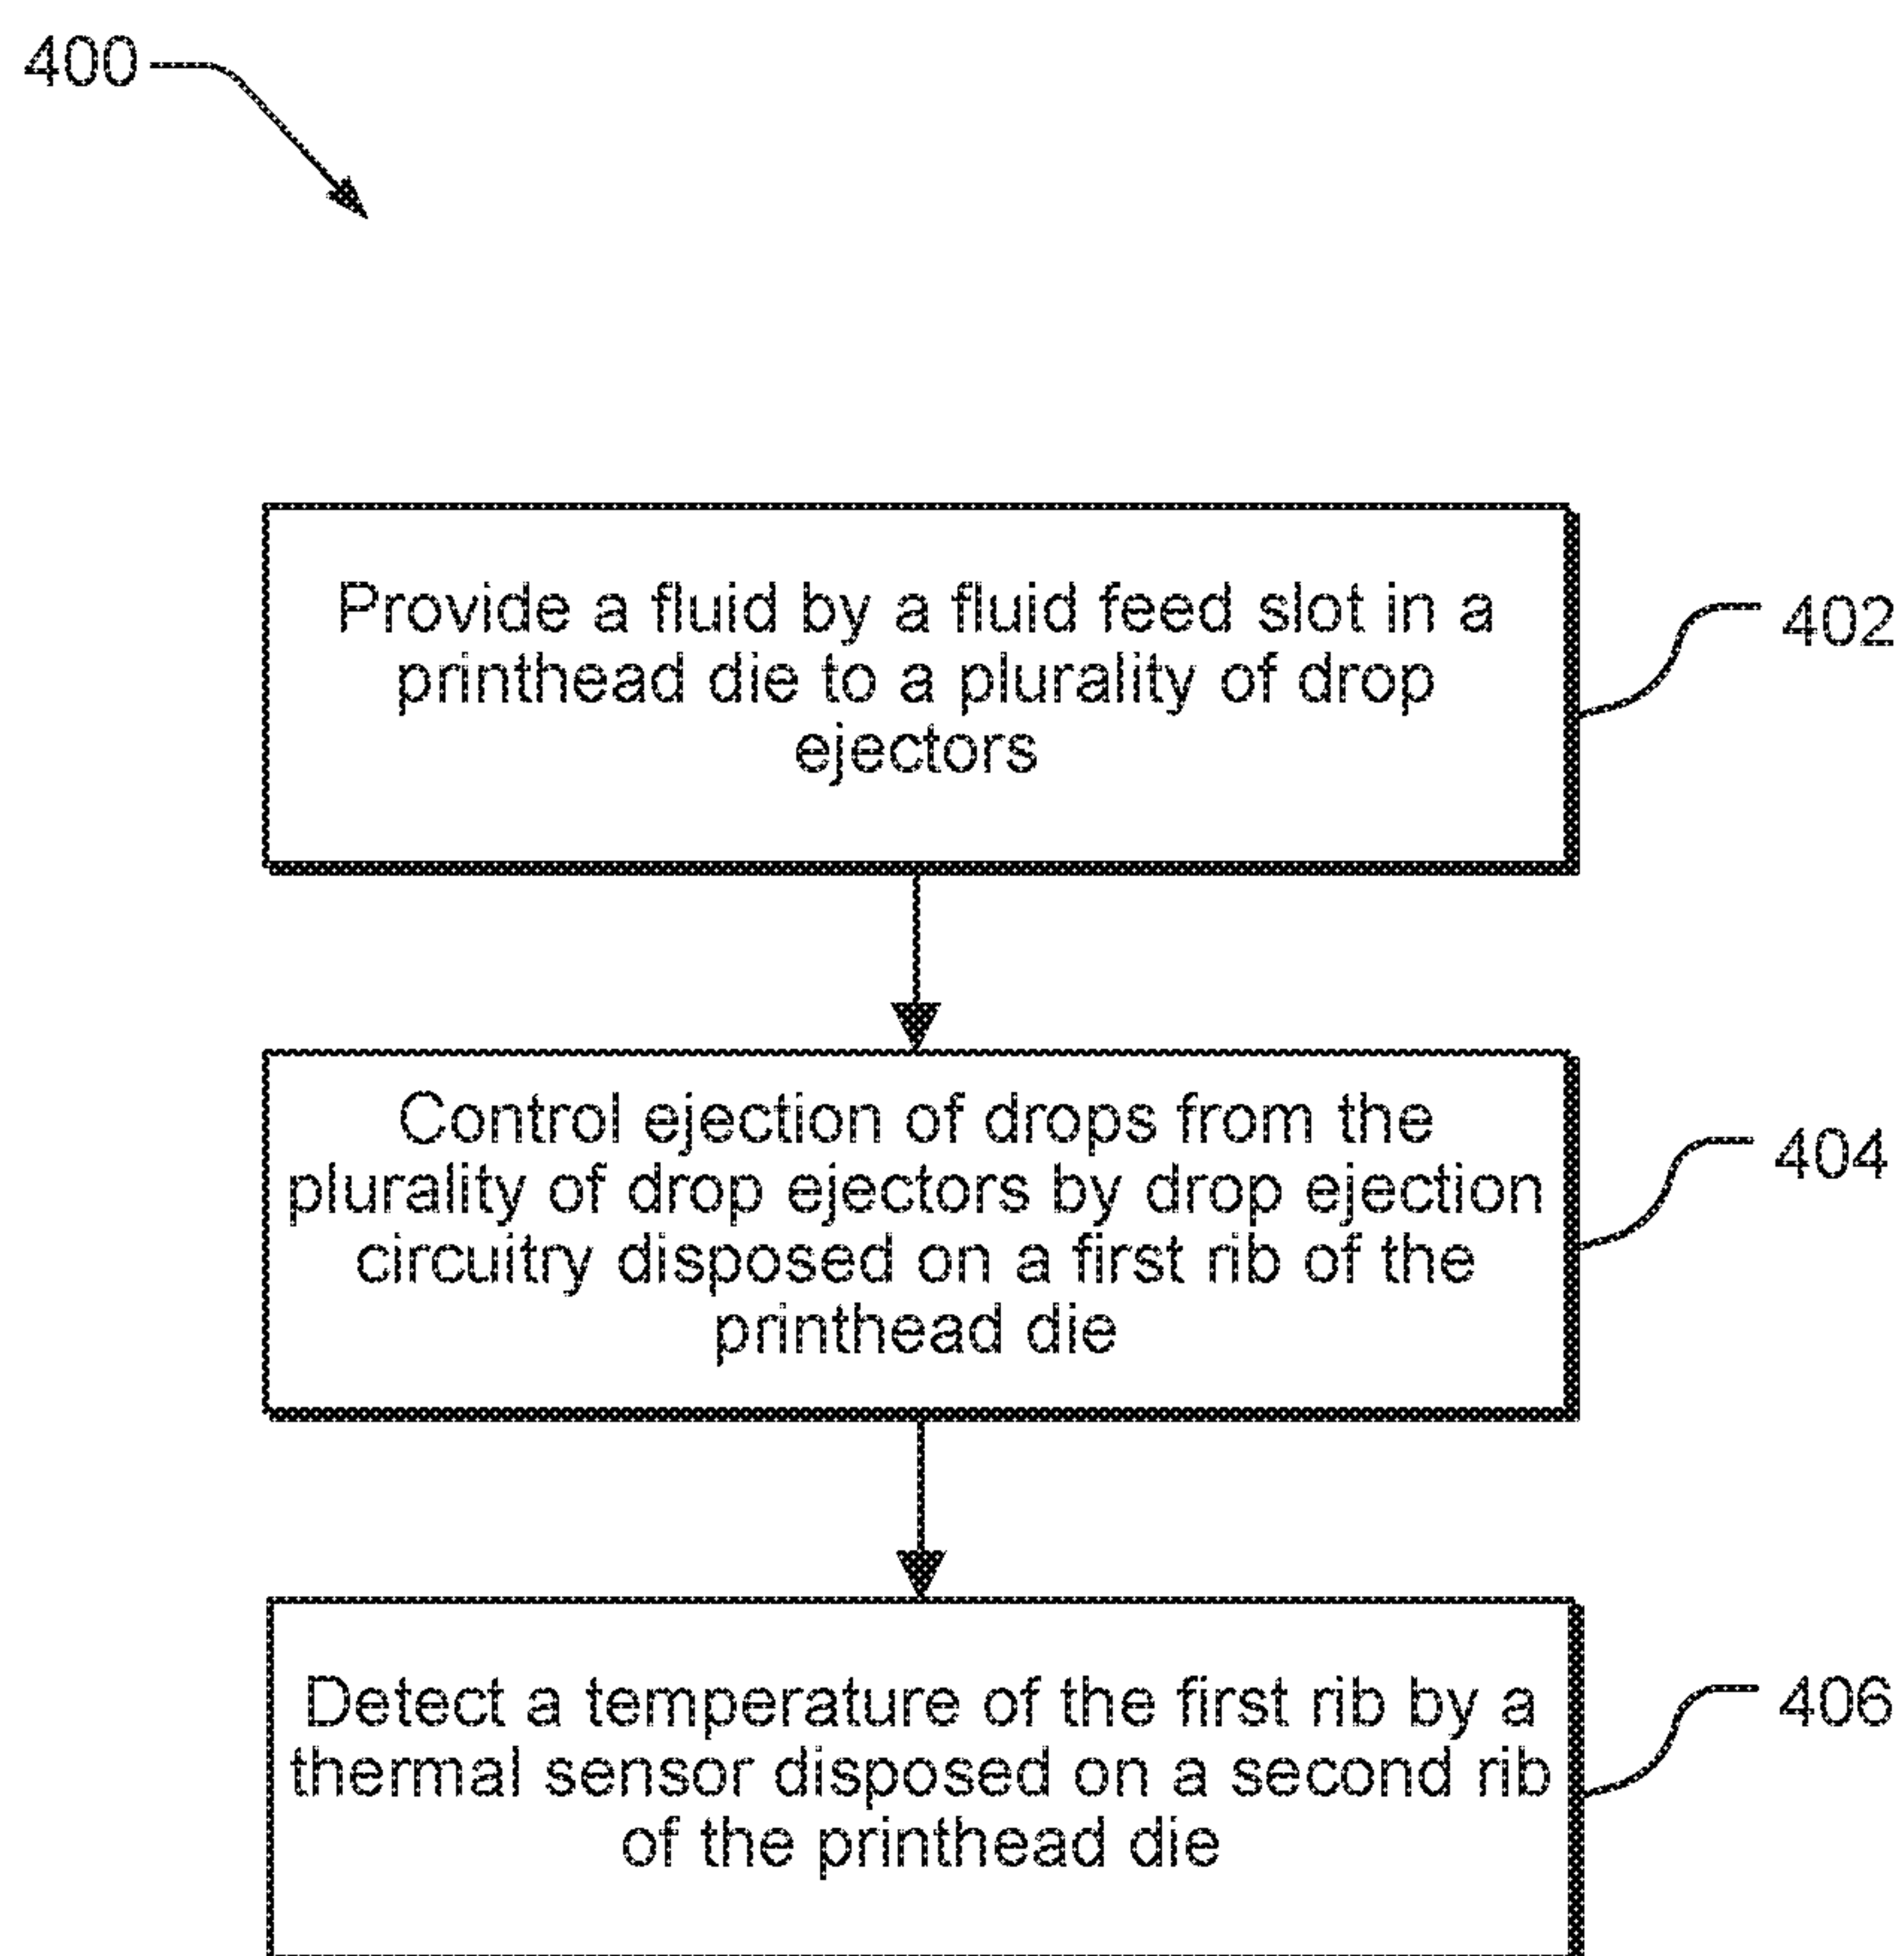 400
Provide a fluid by a fluid feed slot in a
printhead die to a plurality of drop
ejectors
402
Control ejection of drops from the
plurality of drop ejectors by drop ejection
circuitry disposed on a first rib of the
printhead die
404
Detect a temperature of the first rib by a
thermal sensor disposed on a second rib
of the printhead die
406